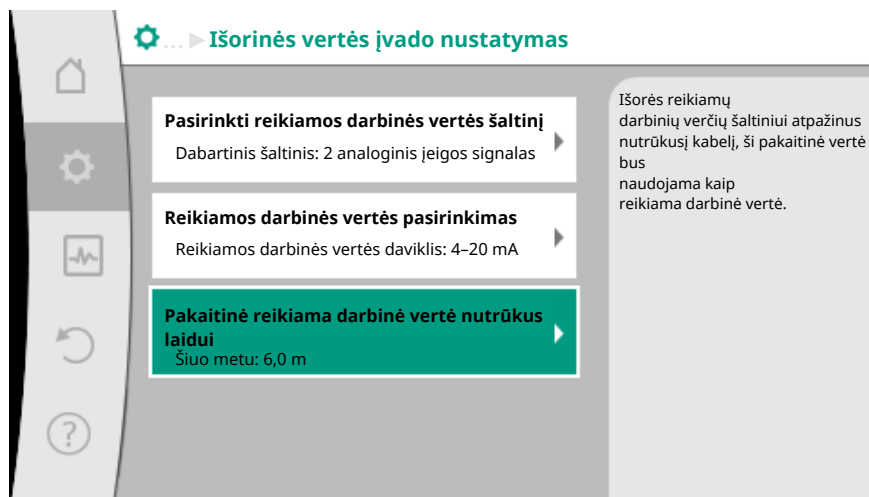 ... Išorinės vertės įvado nustatymas
Pasirinkti reikiamos darbinės vertės šaltinį
Dabartinis šaltinis: 2 analoginis įeigos signalas
Reikiamos darbinės vertės pasirinkimas
Reikiamos darbinės vertės daviklis: 4–20 mA
Pakaitinė reikiama darbinė vertė nutrūkus
laidui
Šiuo metu: 6,0 m
Išorės reikiamų
darbinių verčių šaltiniui atpažinus
nutrūkusį kabelį, ši pakaitinė vertė
bus
naudojama kaip
reikiama darbinė vertė.
?